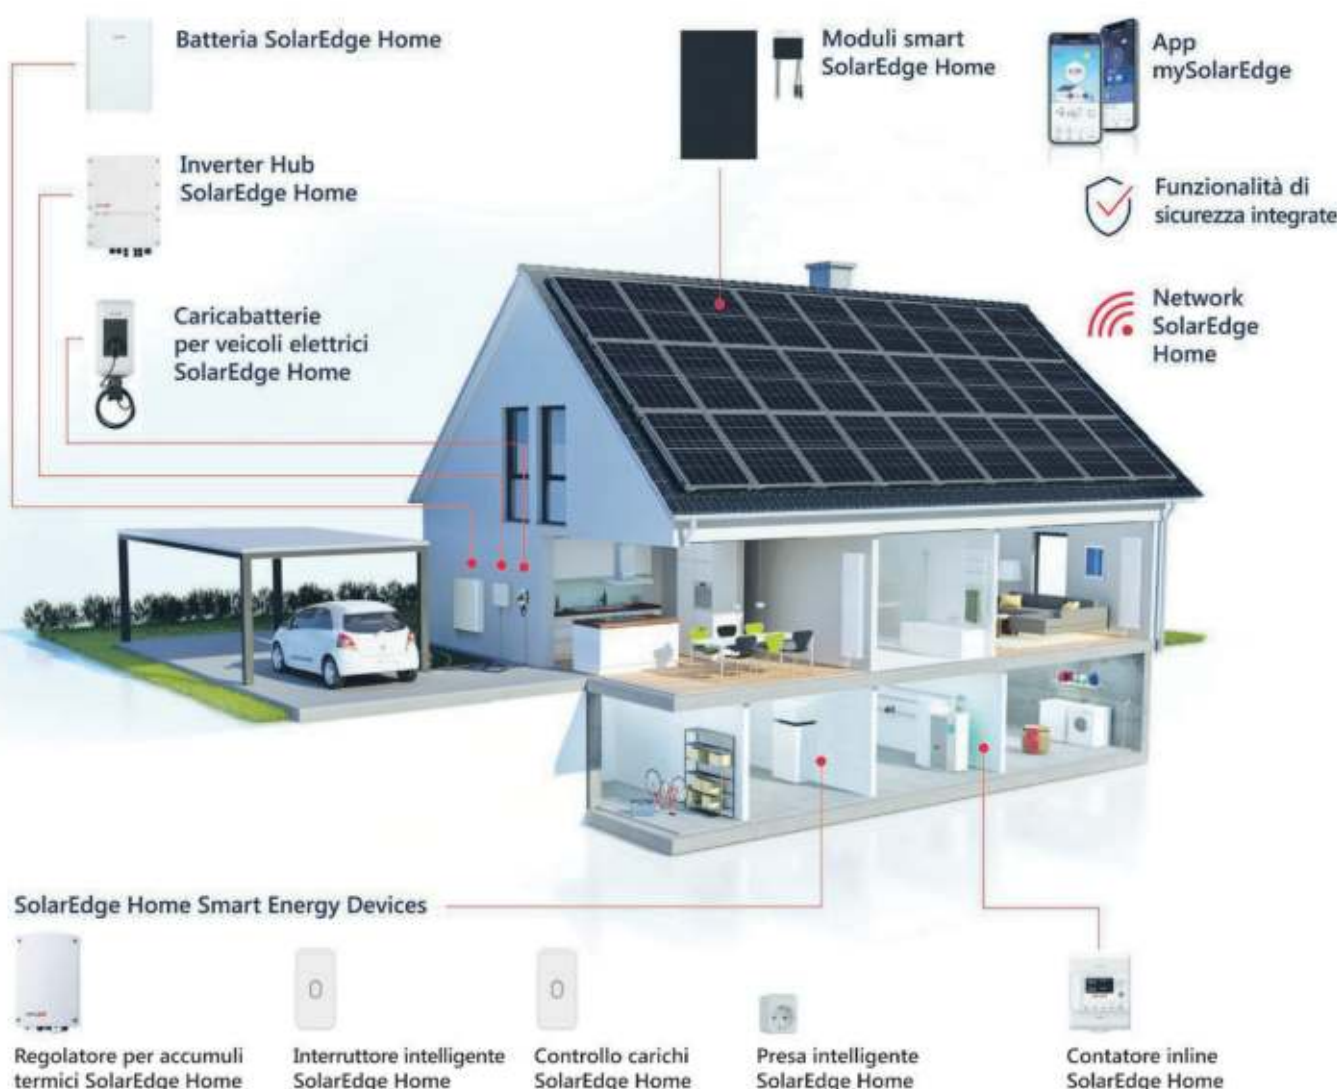 Batteria SolarEdge Home
Inverter Hub
SolarEdge Home
Caricabatterie
per veicoli elettrici
SolarEdge Home
Moduli smart
SolarEdge Home
App
mySolarEdge
Funzionalità di
sicurezza integrate
Network
SolarEdge
Home
SolarEdge Home Smart Energy Devices
Regolatore per accumuli
termici SolarEdge Home
Interruttore intelligente
SolarEdge Home
Controllo carichi
SolarEdge Home
Presa intelligente
SolarEdge Home
Contatore inline
SolarEdge Home